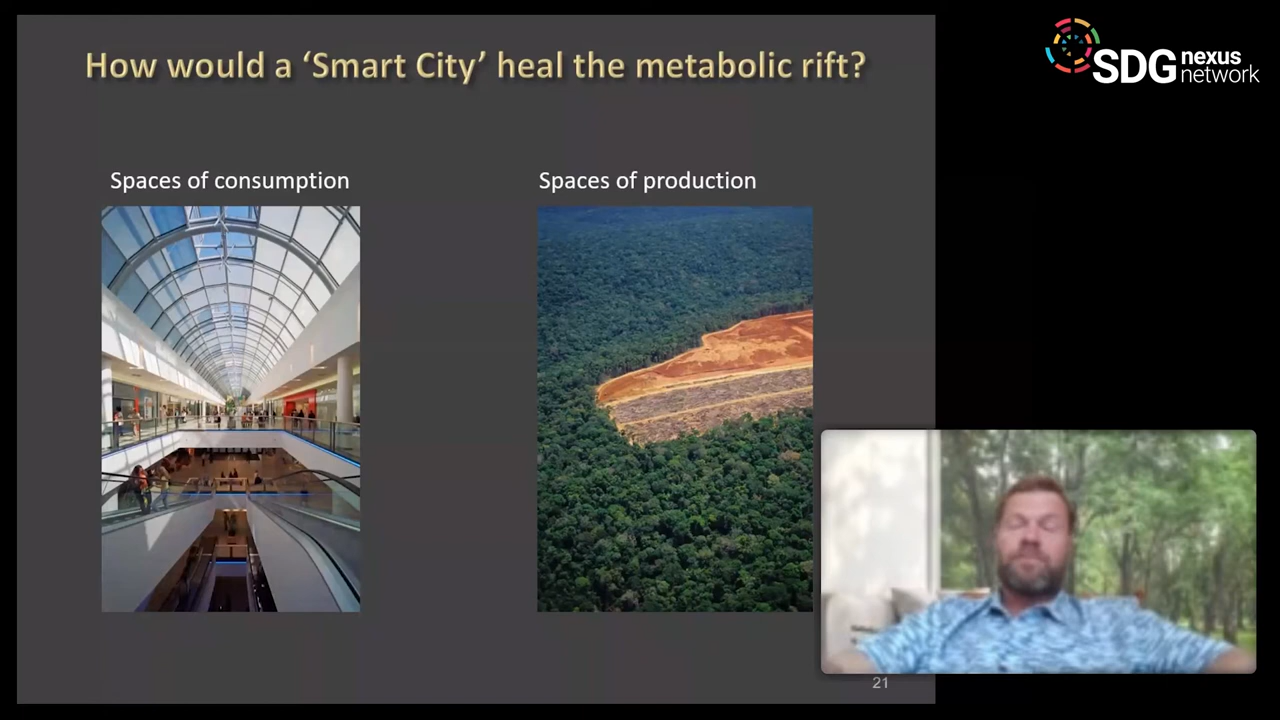 How would a ‘Smart City’ heal the metabolic rift?
Spaces of consumption
Spaces of production
21
SDG nexus
network